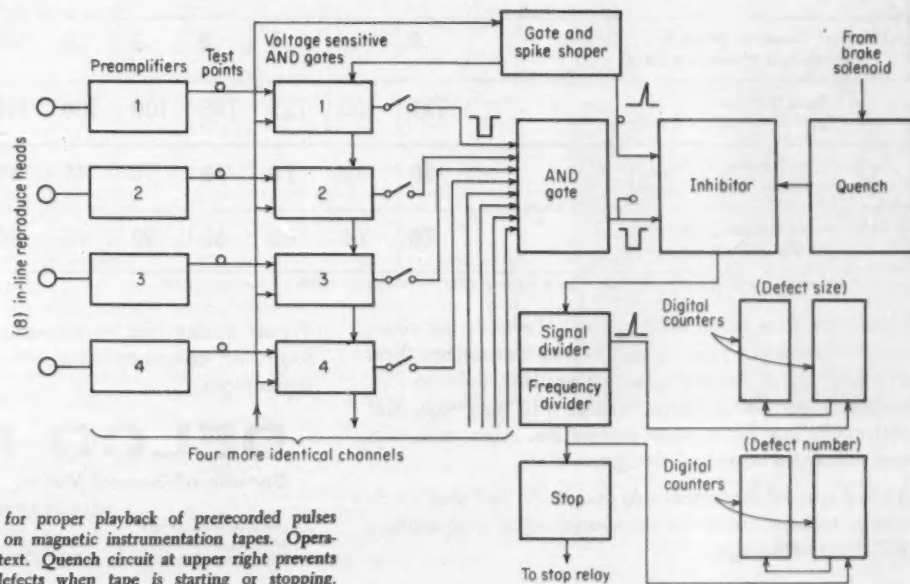 Preamplifiers
Test
points
Voltage sensitive
AND gates
Gate and
spike shaper
From
brake
solenoid
(8) in-line reproduce heads
1
1
2
2
3
3
4
4
AND
gate
Inhibitor
Quench
Signal
divider
Frequency
divider
Stop
To stop relay
Digital
counters
(Defect size)
Digital
counters
(Defect number)
Four more identical channels
for proper playback of prerecorded pulses
on magnetic instrumentation tapes. Opera-
text. Quench circuit at upper right prevents
defects when tape is starting or stopping.